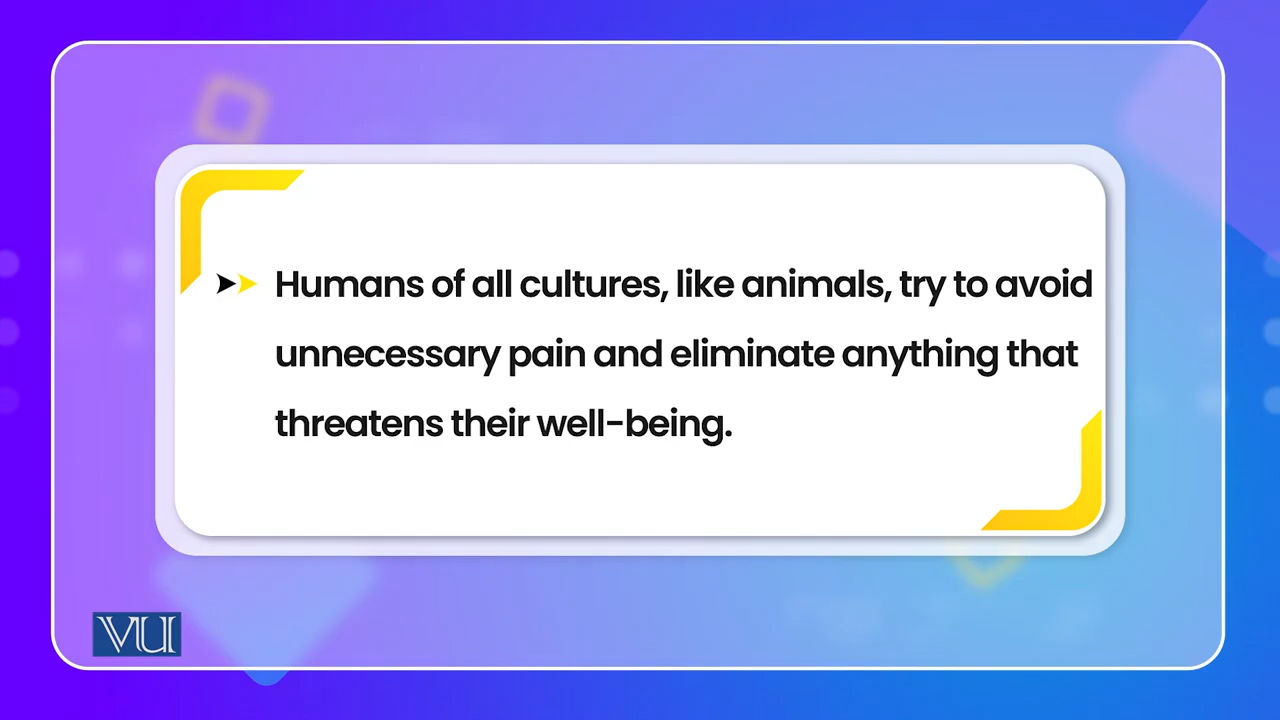 Humans of all cultures, like animals, try to avoid
unnecessary pain and eliminate anything that
threatens their well-being.
VU